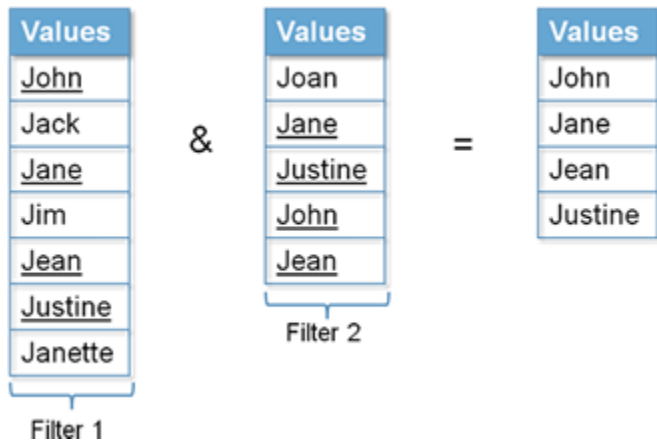 Values
John
Jack
Jane
Jim
Jean
Justine
Janette
Filter 1
&
Values
Joan
Jane
Justine
John
Jean
Filter 2
=
Values
John
Jane
Jean
Justine